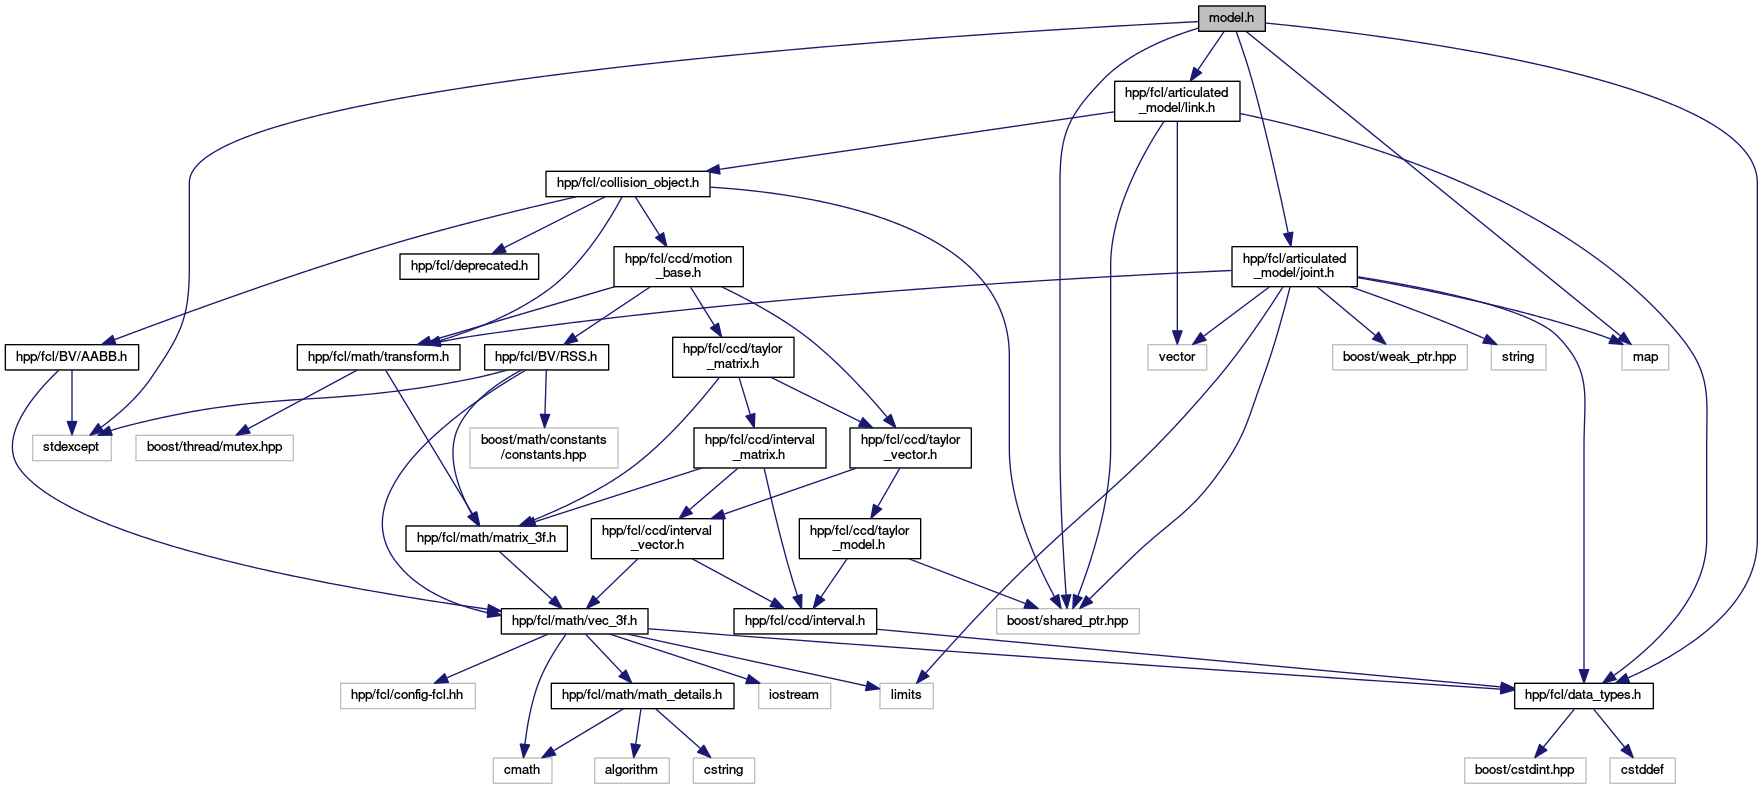 model.h
hpp/fcl/articulated
_model/link.h
hpp/fcl/collision_object.h
hpp/fcl/deprecated.h
hpp/fcl/ccd/motion
_base.h
hpp/fcl/articulated
_model/joint.h
hpp/fcl/BV/AABB.h
hpp/fcl/math/transform.h
hpp/fcl/BV/RSS.h
hpp/fcl/ccd/taylor
_matrix.h
vector
boost/weak_ptr.hpp
string
map
stdexcept
boost/thread/mutex.hpp
boost/math/constants
/constants.hpp
hpp/fcl/ccd/interval
_matrix.h
hpp/fcl/ccd/taylor
_vector.h
hpp/fcl/math/matrix_3f.h
hpp/fcl/ccd/interval
_vector.h
hpp/fcl/ccd/taylor
_model.h
hpp/fcl/math/vec_3f.h
hpp/fcl/ccd/interval.h
boost/shared_ptr.hpp
hpp/fcl/config-fcl.hh
hpp/fcl/math/math_details.h
iostream
limits
hpp/fcl/data_types.h
cmath
algorithm
cstring
boost/cstdint.hpp
cstddef